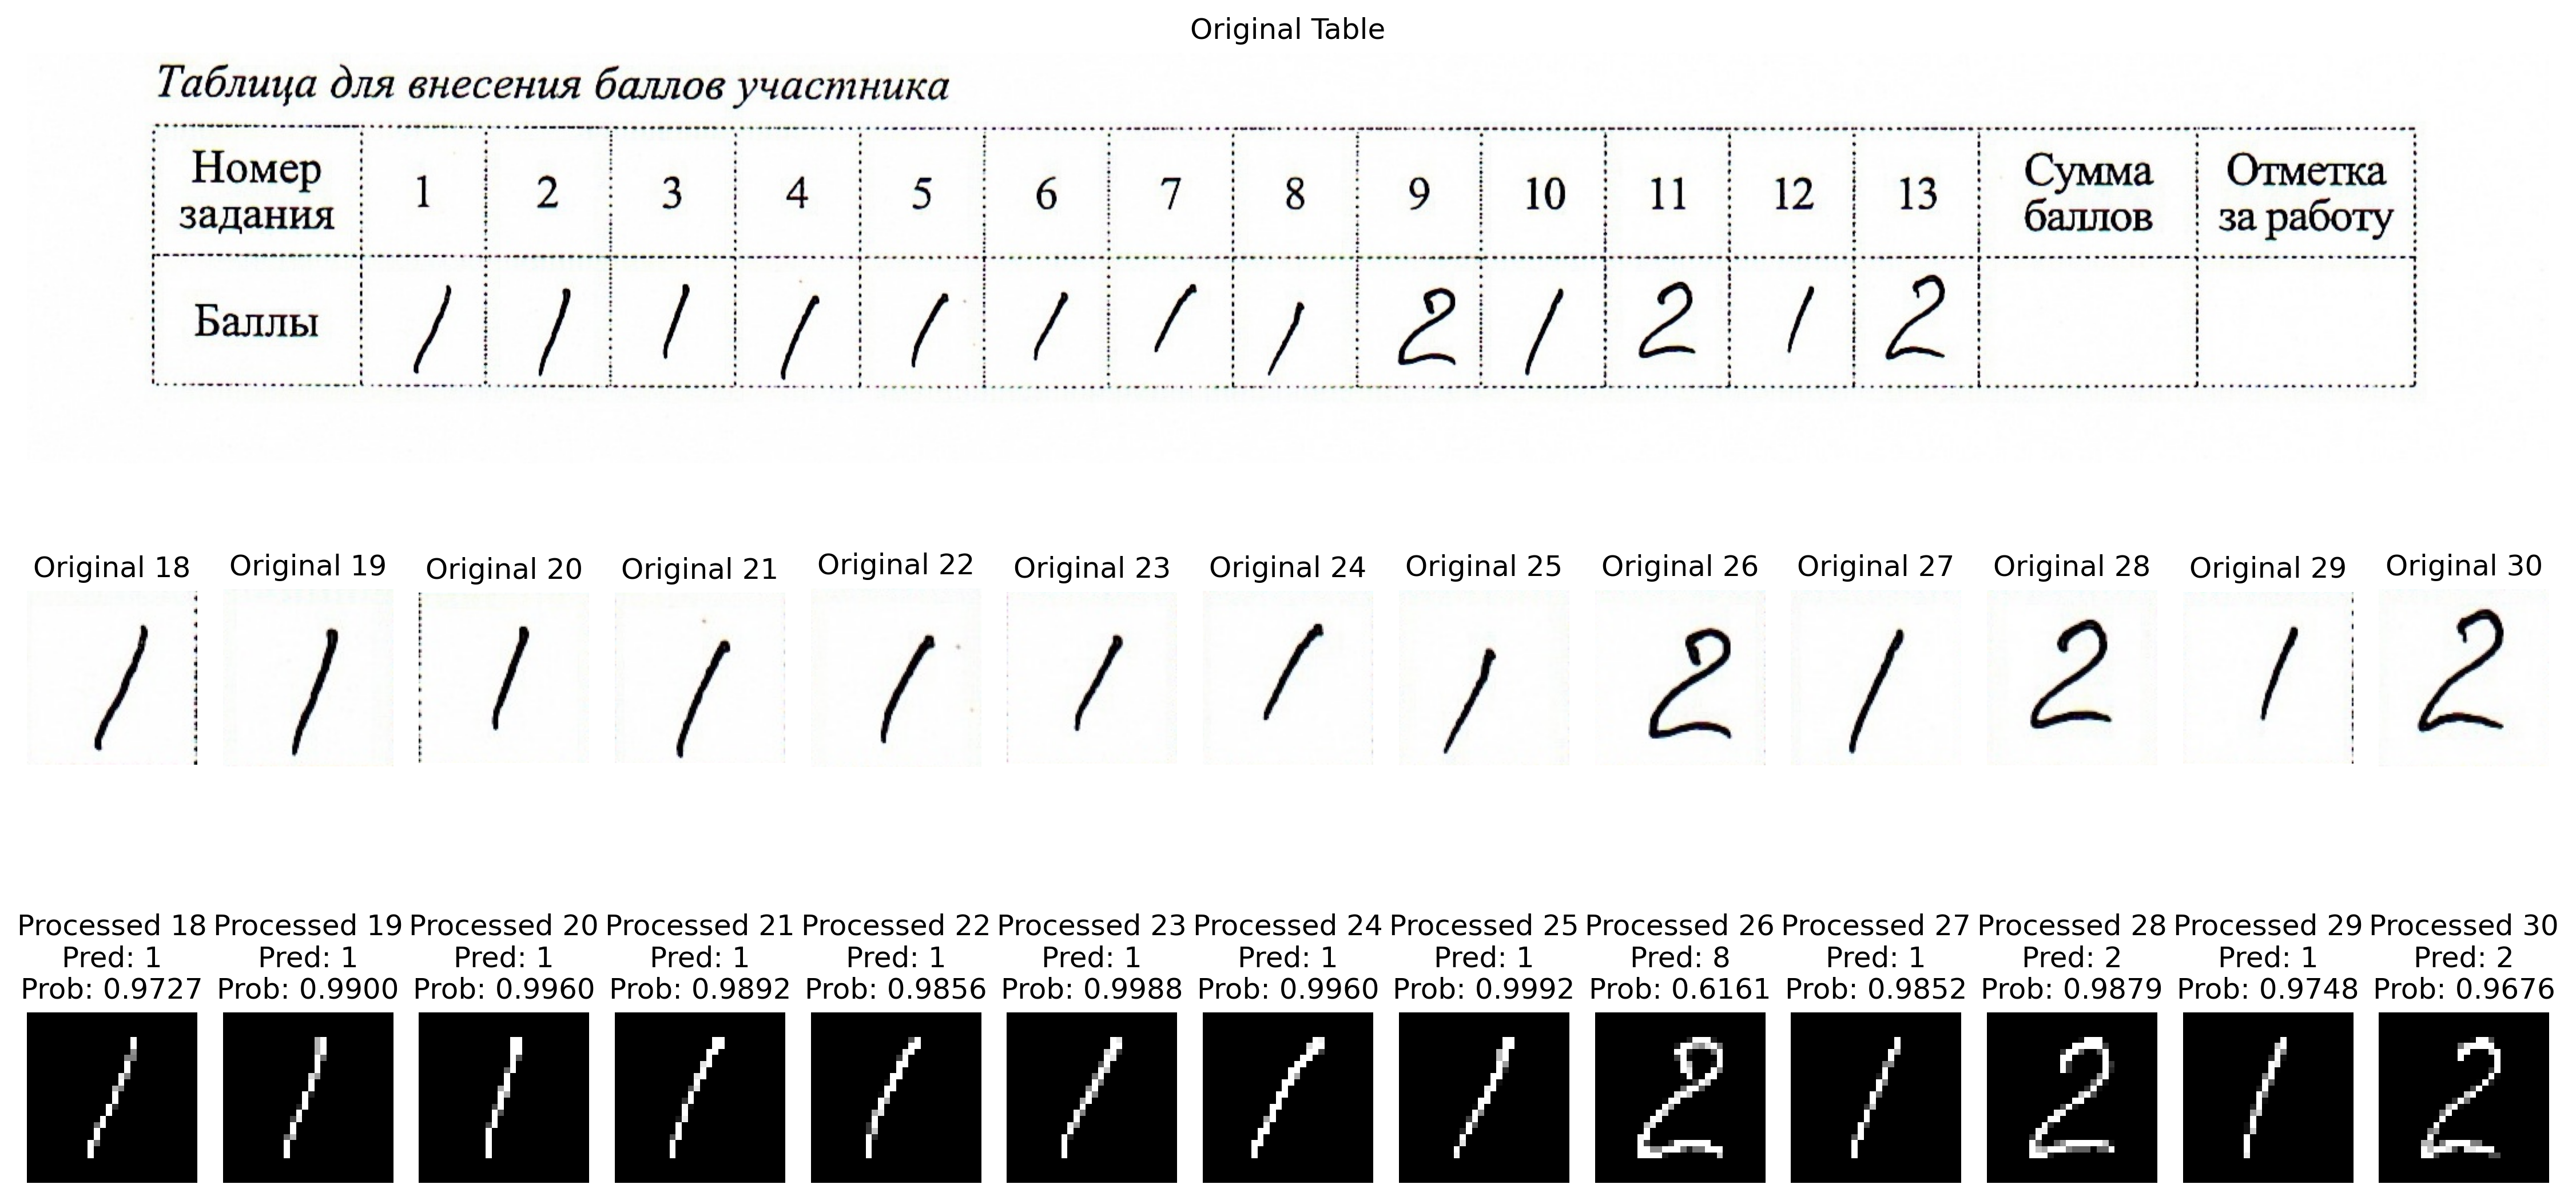 Original Table
Таблица для внесения баллов участника
Номер задания 1 2 3 4 5 6 7 8 9 10 11 12 13 Сумма баллов Отметка за работу
Баллы 1 1 1 1 1 1 1 1 2 1 2 1 2
Original 18 Original 19 Original 20 Original 21 Original 22 Original 23 Original 24 Original 25 Original 26 Original 27 Original 28 Original 29 Original 30
1 1 1 1 1 1 1 1 2 1 2 1 2
Processed 18 Processed 19 Processed 20 Processed 21 Processed 22 Processed 23 Processed 24 Processed 25 Processed 26 Processed 27 Processed 28 Processed 29 Processed 30
Pred: 1 Pred: 1 Pred: 1 Pred: 1 Pred: 1 Pred: 1 Pred: 1 Pred: 1 Pred: 8 Pred: 1 Pred: 2 Pred: 1 Pred: 2
Prob: 0.9727 Prob: 0.9900 Prob: 0.9960 Prob: 0.9892 Prob: 0.9856 Prob: 0.9988 Prob: 0.9960 Prob: 0.9992 Prob: 0.6161 Prob: 0.9852 Prob: 0.9879 Prob: 0.9748 Prob: 0.9676
1 1 1 1 1 1 1 1 2 1 2 1 2